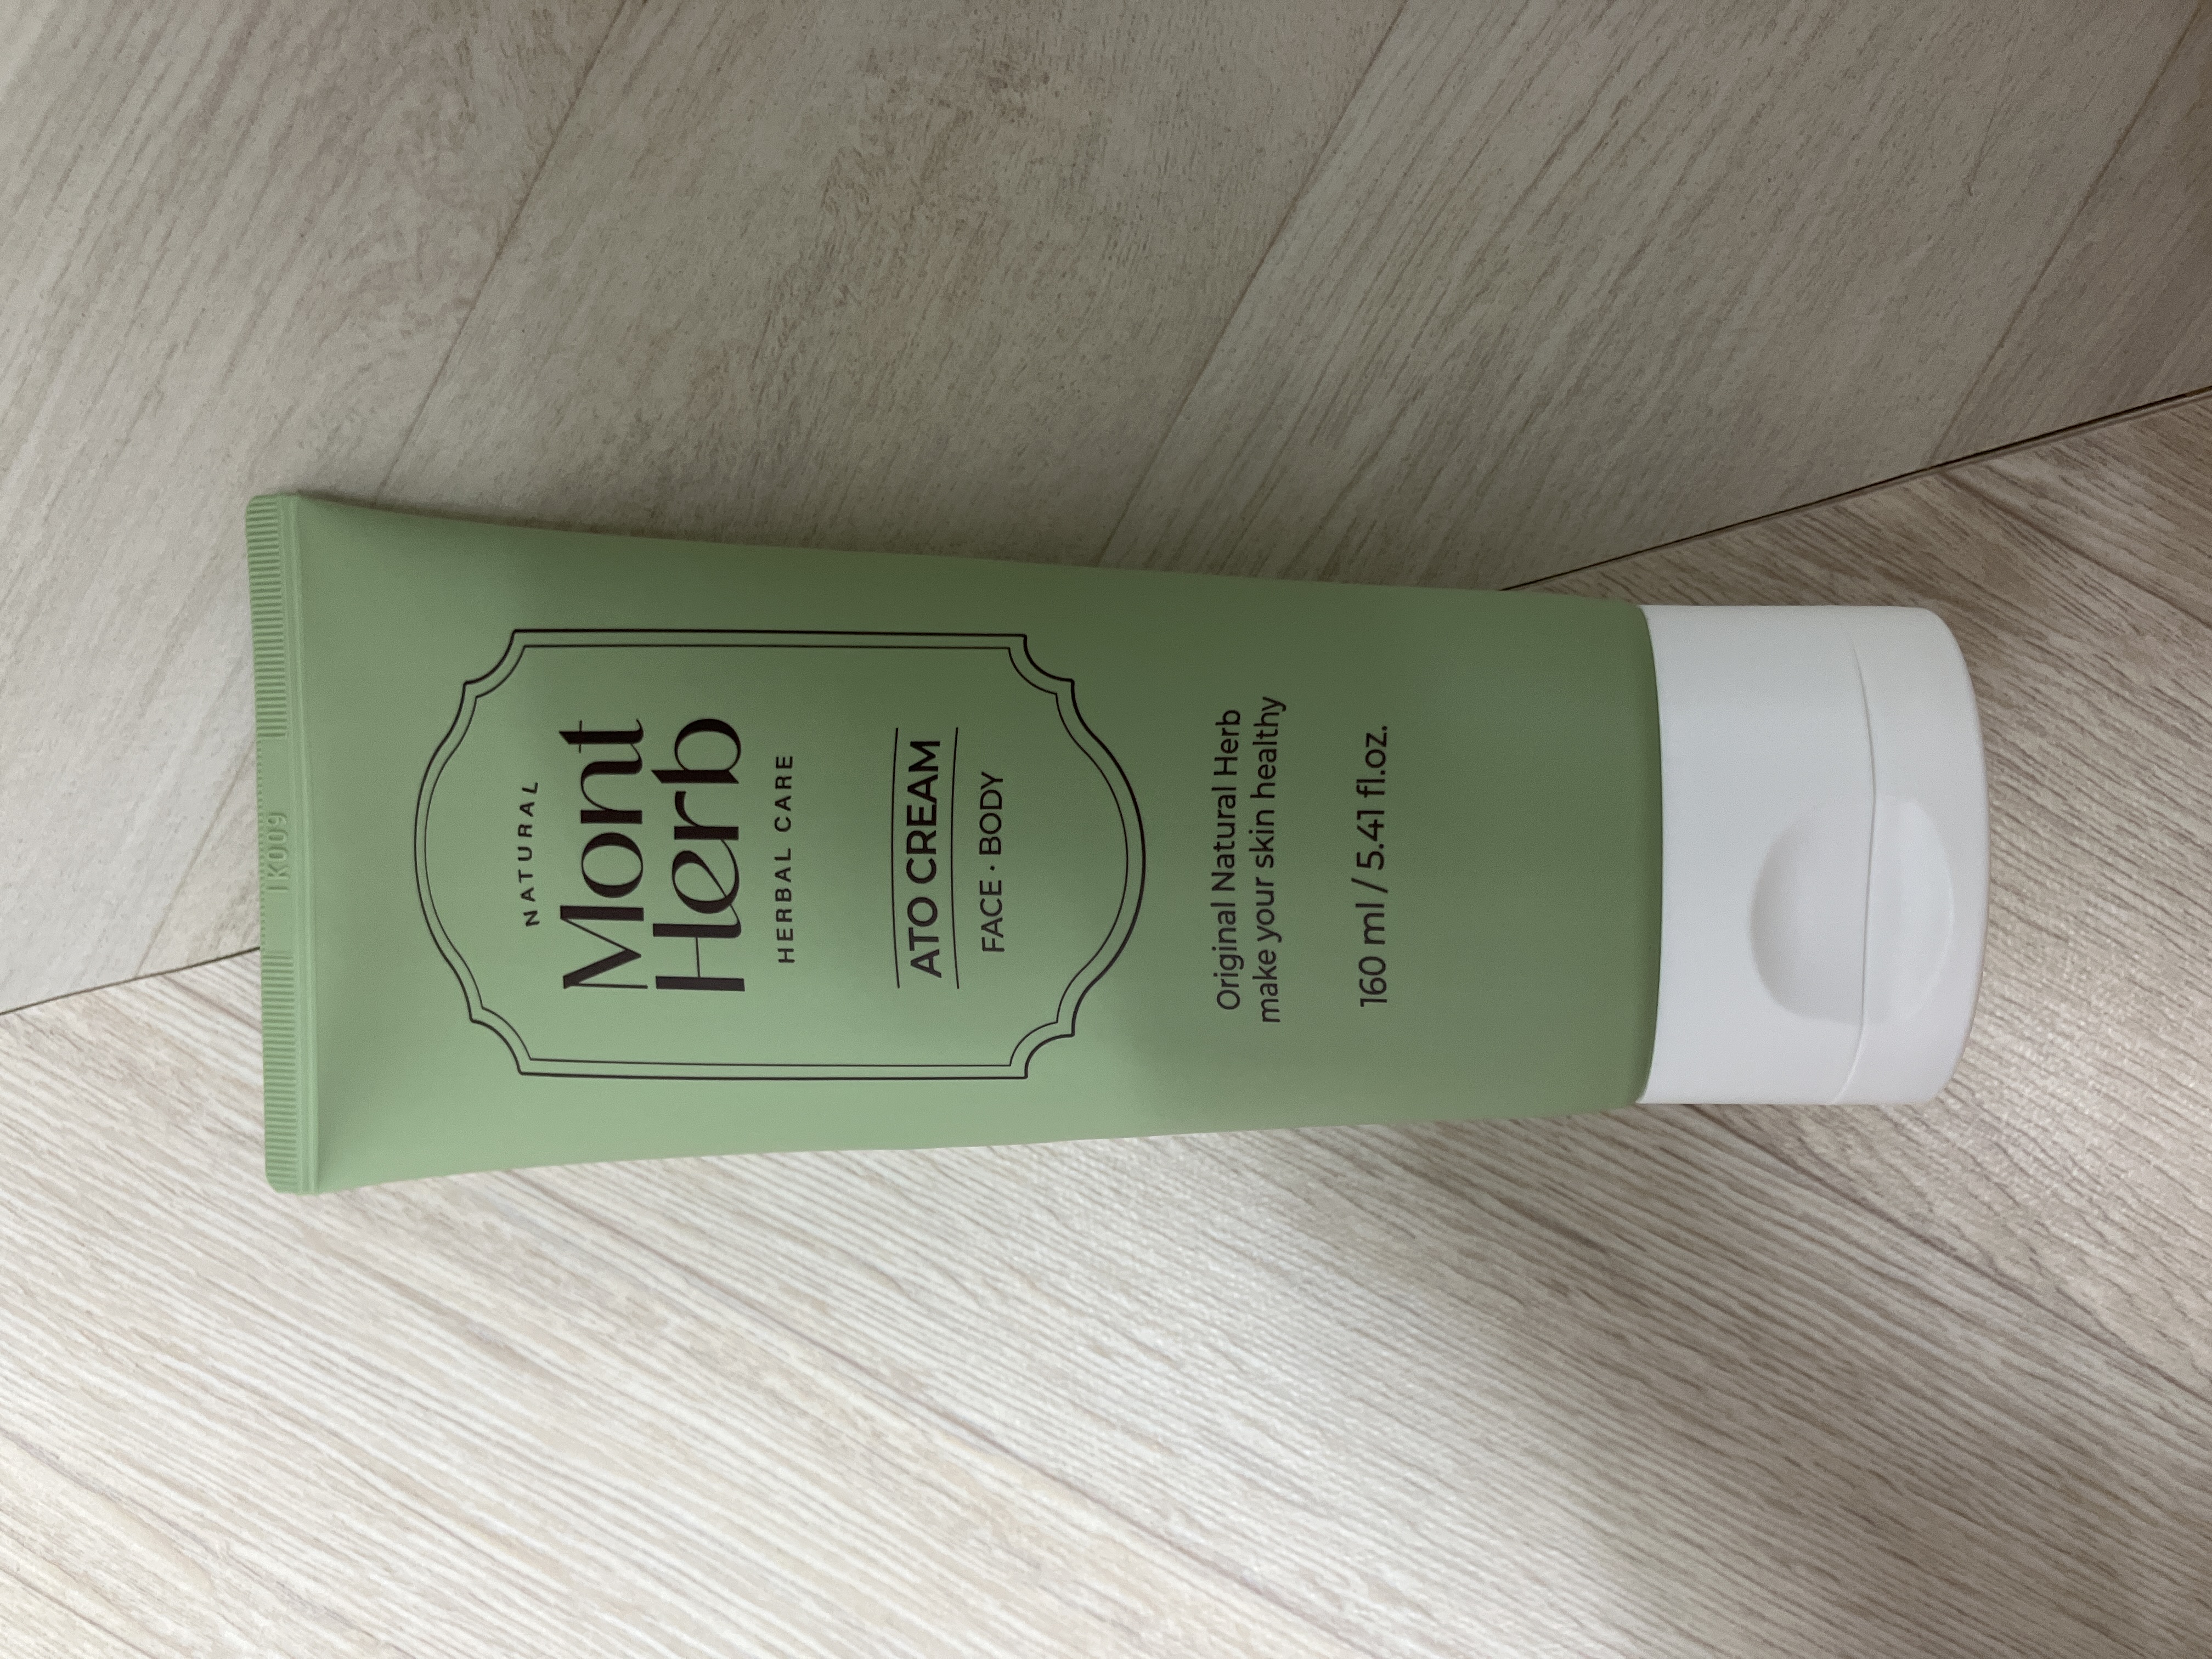 1K009
NATURAL
Mont
Herb
HERBAL CARE
ATO CREAM
FACE · BODY
Original Natural Herb
make your skin healthy
160 ml / 5.41 fl.oz.